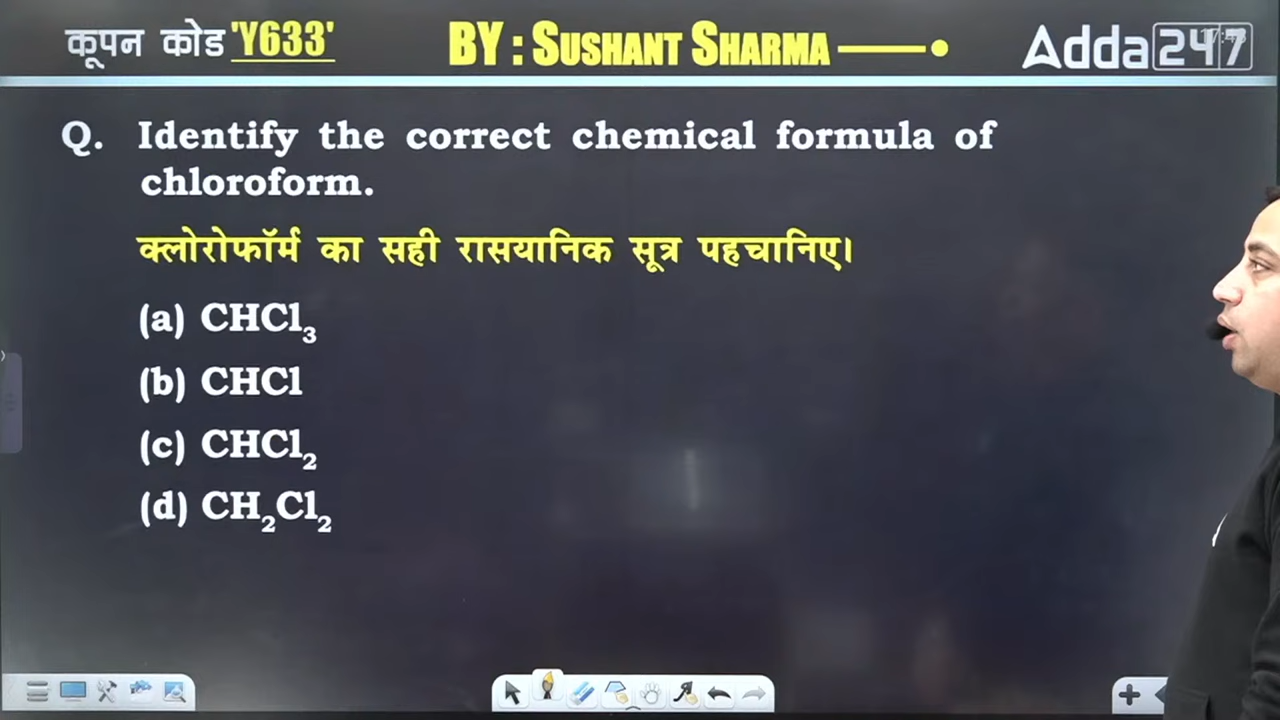 कूपन कोड 'Y633'
BY : SUSHANT SHARMA
Adda247
Q. Identify the correct chemical formula of
chloroform.
क्लोरोफॉर्म का सही रासयानिक सूत्र पहचानिए।
(a) CHCl₃
(b) CHCl
(c) CHCl₂
(d) CH₂Cl₂